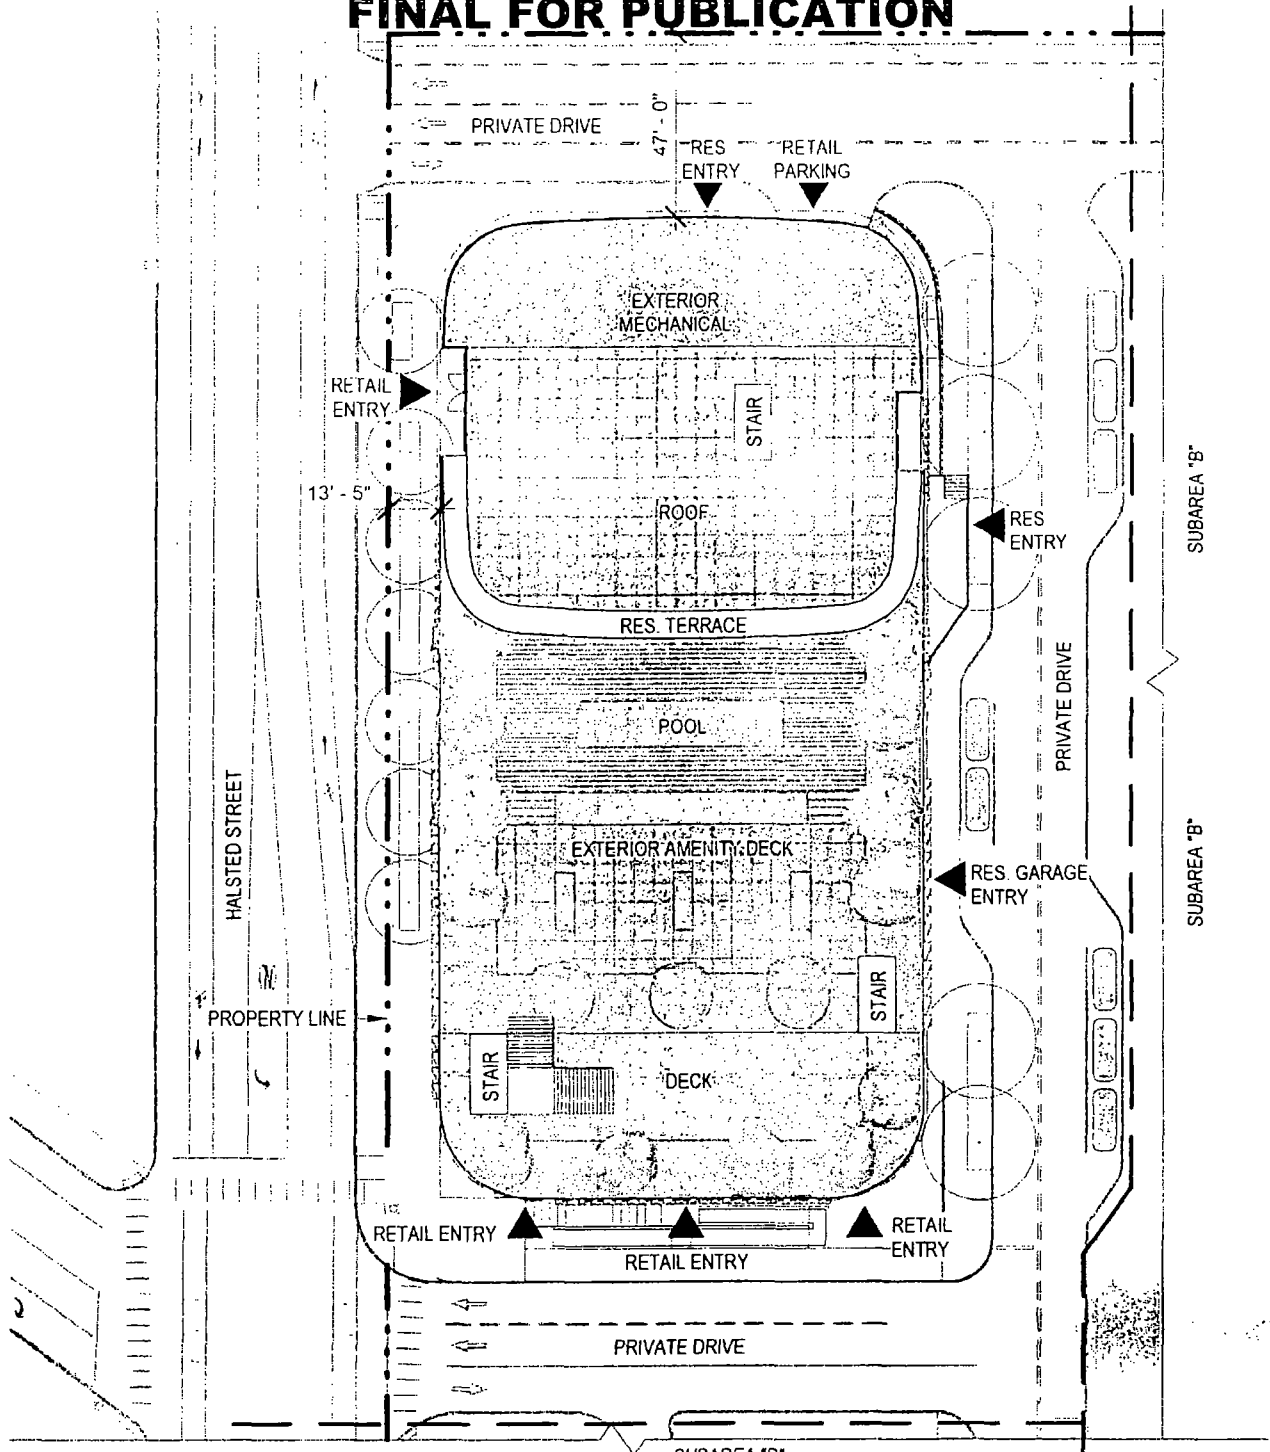 FINAL FOR PUBLICATION
PRIVATE DRIVE
47' - 0"
RES
ENTRY
RETAIL
PARKING
EXTERIOR
MECHANICAL
RETAIL
ENTRY
STAIR
13' - 5"
ROOF
RES
ENTRY
SUBAREA "B"
RES. TERRACE
POOL
PRIVATE DRIVE
HALSTED STREET
EXTERIOR AMENITY DECK
RES. GARAGE
ENTRY
SUBAREA "B"
STAIR
PROPERTY LINE
STAIR
DECK
RETAIL ENTRY
RETAIL ENTRY
RETAIL
ENTRY
PRIVATE DRIVE
SUBAREA "B"